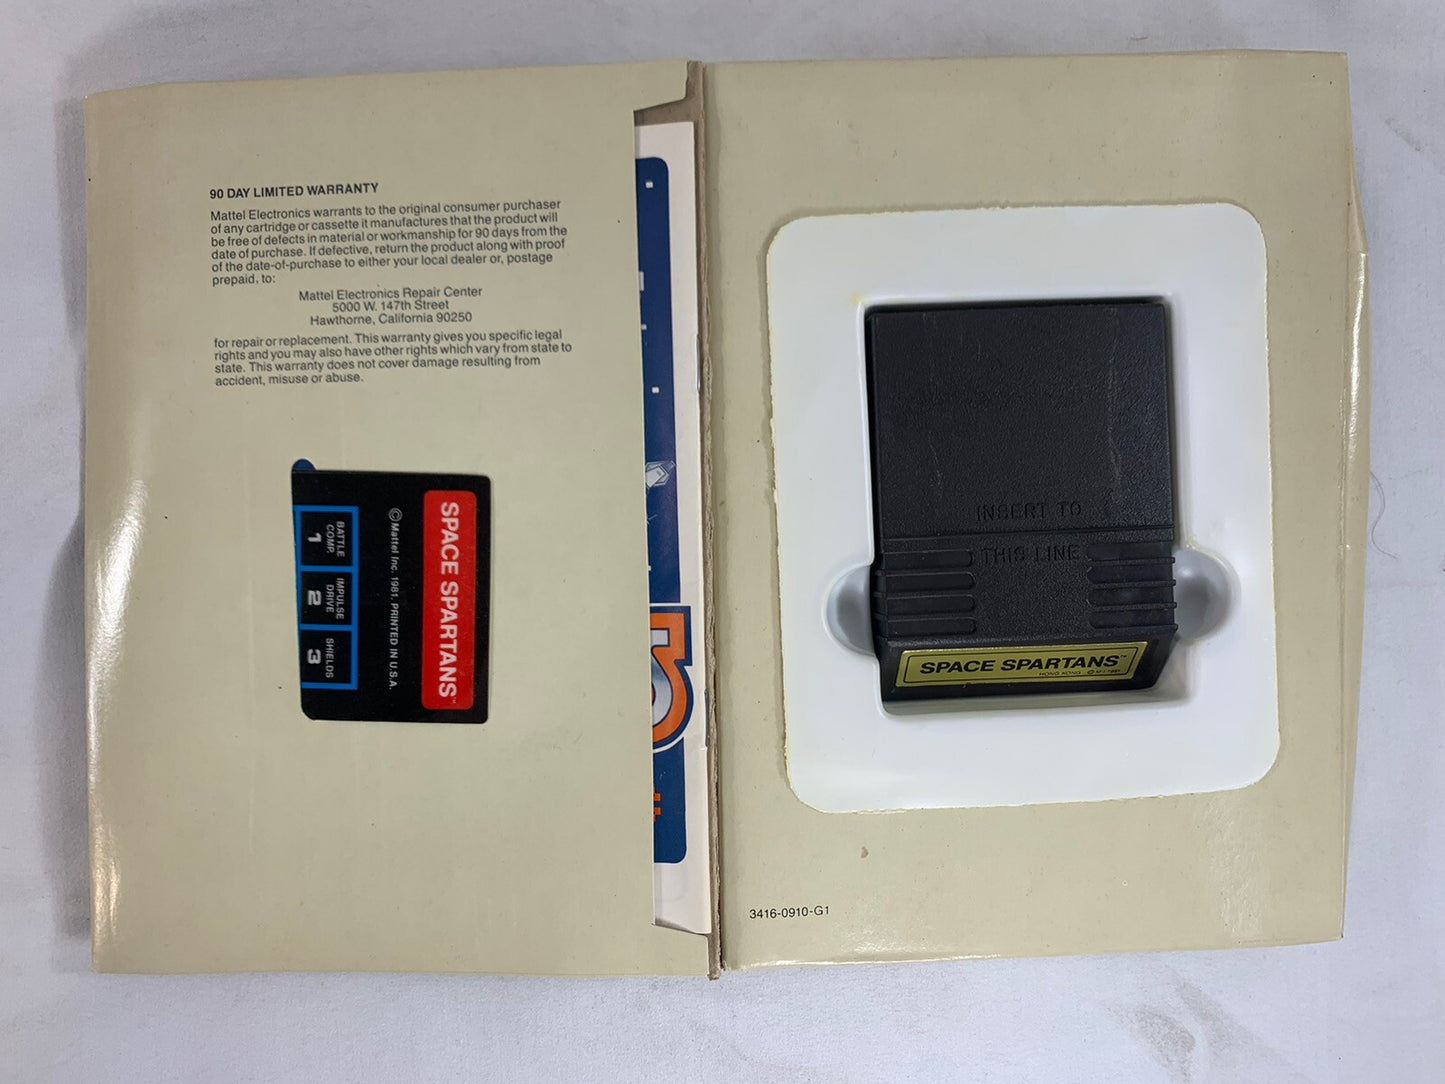 90 DAY LIMITED WARRANTY
Mattel Electronics warrants to the original consumer purchaser
of any cartridge or cassette it manufactures that the product will
be free of defects in material or workmanship for 90 days from the
date of purchase. If defective, return the product along with proof
of the date-of-purchase to either your local dealer or, postage
prepaid, to:
Mattel Electronics Repair Center
5000 W. 147th Street
Hawthorne, California 90250
for repair or replacement. This warranty gives you specific legal
rights and you may also have other rights which vary from state to
state. This warranty does not cover damage resulting from
accident, misuse or abuse.
SPACE SPARTANS™
©Mattel Inc. 1981. PRINTED IN U.S.A.
BATTLE
COMP.
1
IMPULSE
DRIVE
2
SHIELDS
3
INSERT TO
THIS LINE
SPACE SPARTANS™
HONG KONG © M.I. 1981
3416-0910-G1